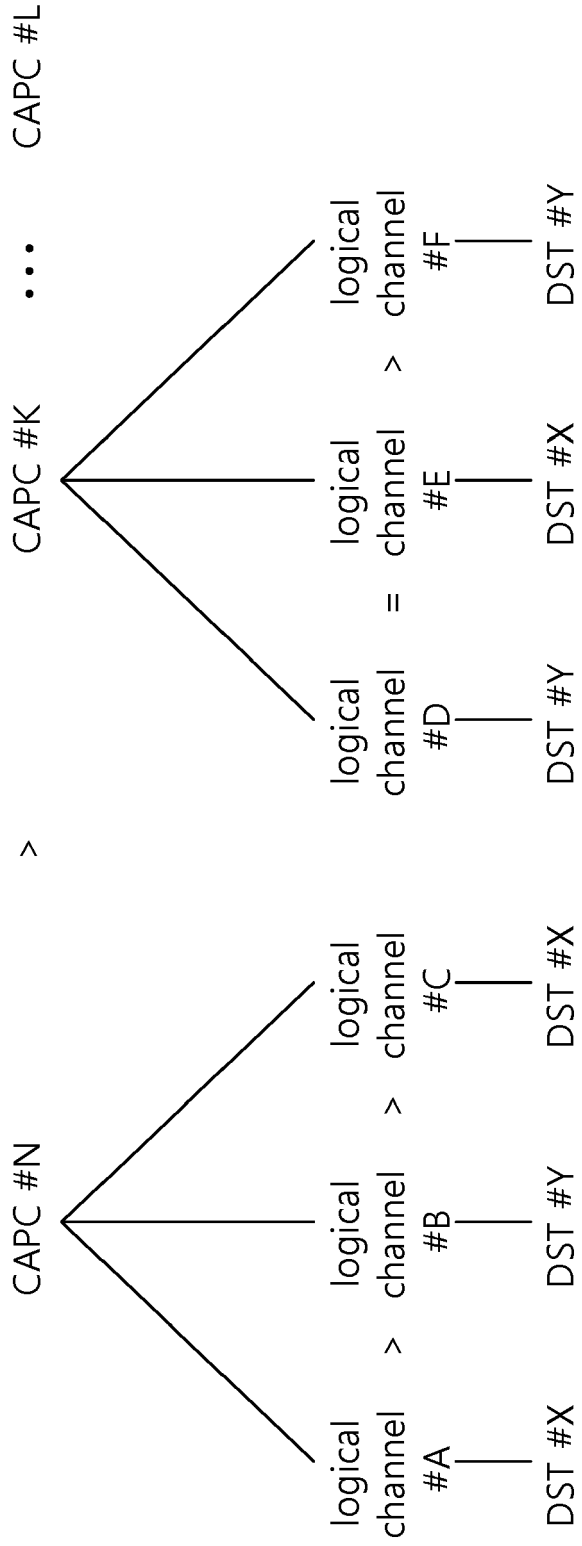 CAPC #N > CAPC #K ••• CAPC #L
logical logical logical logical logical logical
channel > channel > channel channel = channel > channel
#A #B #C #D #E #F
DST #X DST #Y DST #X DST #Y DST #X DST #Y